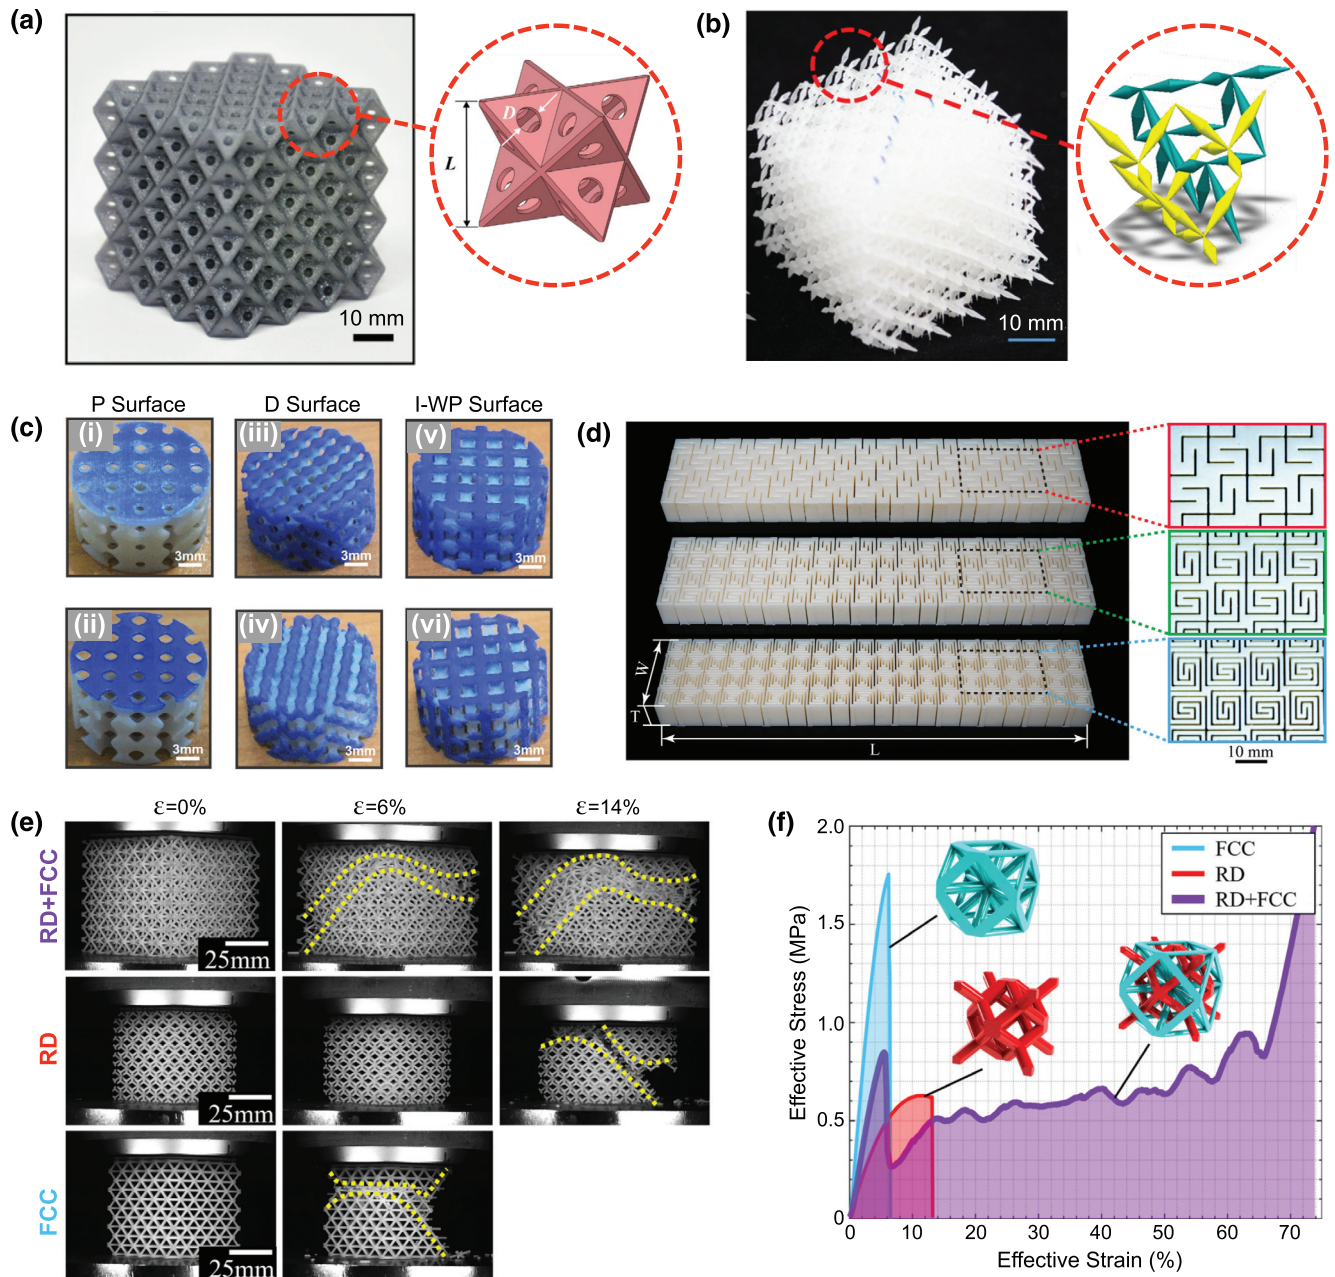 (a)
L
D
10 mm
(b)
10 mm
(c)
P Surface
D Surface
I-WP Surface
(i)
3mm
(iii)
3mm
(v)
3mm
(ii)
3mm
(iv)
3mm
(vi)
3mm
(d)
W
T
L
10 mm
(e)
ε=0%
ε=6%
ε=14%
RD+FCC
25mm
RD
25mm
FCC
25mm
(f)
Effective Stress (MPa)
2.0
1.5
1.0
0.5
0
FCC
RD
RD+FCC
0 10 20 30 40 50 60 70
Effective Strain (%)